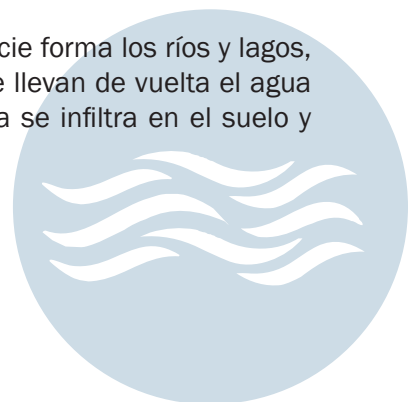 cie forma los ríos y lagos,
llevan de vuelta el agua
se infiltra en el suelo y